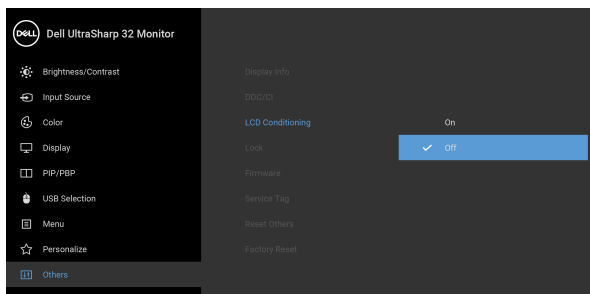 DELL Dell UltraSharp 32 Monitor
Brightness/Contrast
Display Info
Input Source
DDC/CI
Color
LCD Conditioning
On
Display
Lock
Off
PIP/PBP
Firmware
USB Selection
Service Tag
Menu
Reset Others
Personalize
Factory Reset
Others